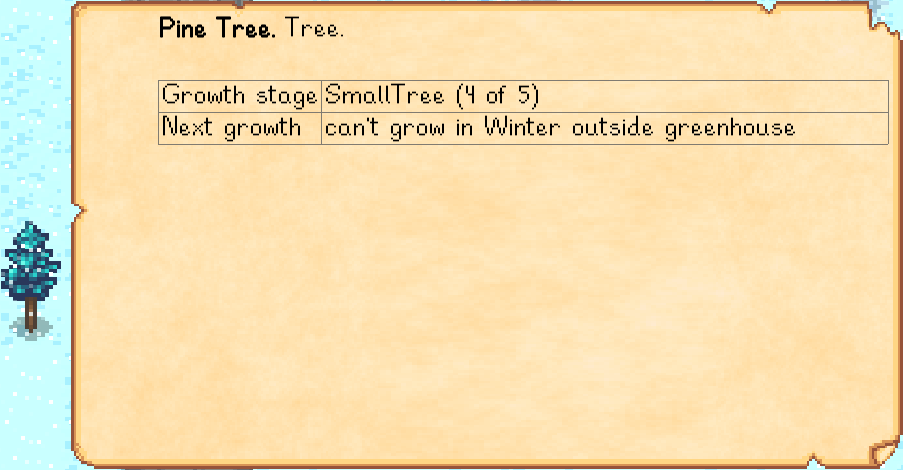 Pine Tree. Tree.
Growth stage SmallTree (4 of 5)
Next growth can't grow in Winter outside greenhouse